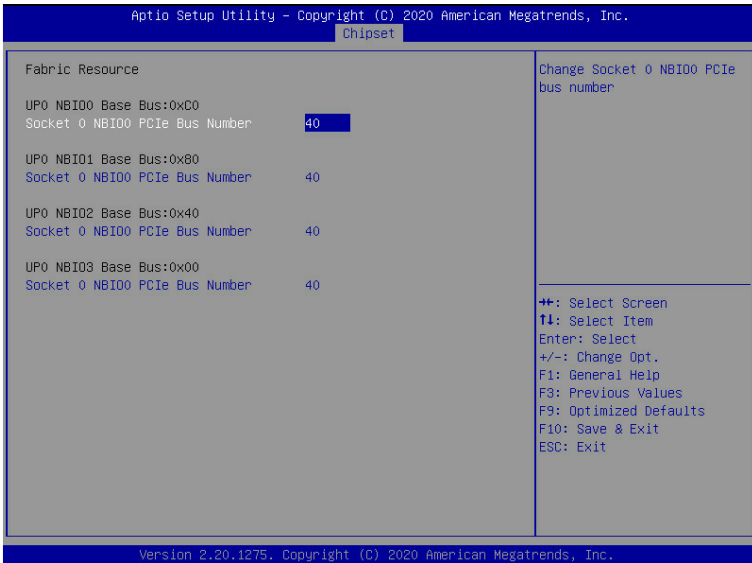 Aptio Setup Utility – Copyright (C) 2020 American Megatrends, Inc.
Chipset
Fabric Resource
UP0 NBIO0 Base Bus:0xC0
Socket 0 NBIO0 PCIe Bus Number 40
UP0 NBIO1 Base Bus:0x80
Socket 0 NBIO0 PCIe Bus Number 40
UP0 NBIO2 Base Bus:0x40
Socket 0 NBIO0 PCIe Bus Number 40
UP0 NBIO3 Base Bus:0x00
Socket 0 NBIO0 PCIe Bus Number 40
Change Socket 0 NBIO0 PCIe
bus number
→←: Select Screen
↑↓: Select Item
Enter: Select
+/-: Change Opt.
F1: General Help
F3: Previous Values
F9: Optimized Defaults
F10: Save & Exit
ESC: Exit
Version 2.20.1275. Copyright (C) 2020 American Megatrends, Inc.